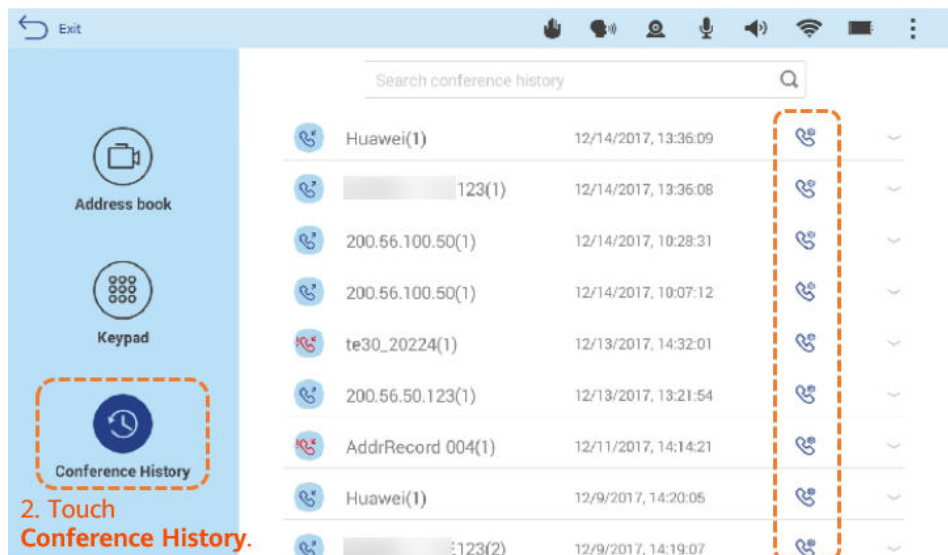 Exit
Search conference history
Huawei(1) 12/14/2017, 13:36:09
123(1) 12/14/2017, 13:36:08
Address book
200.56.100.50(1) 12/14/2017, 10:28:31
200.56.100.50(1) 12/14/2017, 10:07:12
Keypad
te30_20224(1) 12/13/2017, 14:32:01
200.56.50.123(1) 12/13/2017, 13:21:54
AddrRecord 004(1) 12/11/2017, 14:14:21
Conference History
Huawei(1) 12/9/2017, 14:20:05
2. Touch
Conference History.
123(2) 12/9/2017, 14:19:07